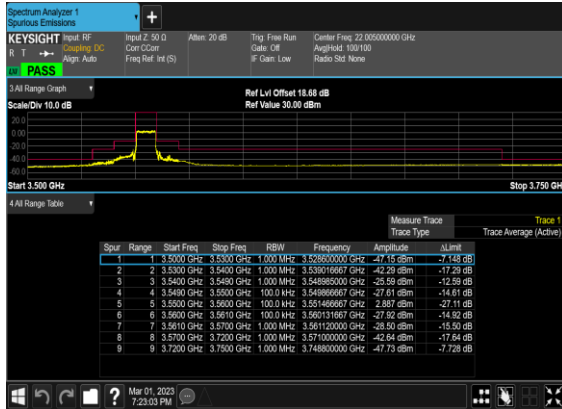 Spectrum Analyzer 1
Spurious Emissions
+
KEYSIGHT Input: RF Input Z: 50 Ω Atten: 20 dB Trig: Free Run Center Freq: 22.005000000 GHz
R T Coupling: DC Corr CCorr Gate: Off Avg|Hold: 100/100
Align: Auto Freq Ref: Int (S) IF Gain: Low Radio Std: None
PASS
3 All Range Graph
Ref Lvl Offset 18.68 dB
Scale/Div 10.0 dB Ref Value 30.00 dBm
20.0
0.00
-20.0
-40.0
-60.0
Start 3.500 GHz Stop 3.750 GH
4 All Range Table
Measure Trace Trace 1
Trace Type Trace Average (Active)
Spur Range Start Freq Stop Freq RBW Frequency Amplitude ΔLimit
1 1 3.5000 GHz 3.5300 GHz 1.000 MHz 3.528600000 GHz -47.15 dBm -7.148 dB
2 2 3.5300 GHz 3.5400 GHz 1.000 MHz 3.539016667 GHz -42.29 dBm -17.29 dB
3 3 3.5400 GHz 3.5490 GHz 1.000 MHz 3.548985000 GHz -25.59 dBm -12.59 dB
4 4 3.5490 GHz 3.5500 GHz 100.0 kHz 3.549866667 GHz -27.61 dBm -14.61 dB
5 5 3.5500 GHz 3.5600 GHz 100.0 kHz 3.551466667 GHz 2.887 dBm -27.11 dB
6 6 3.5600 GHz 3.5610 GHz 100.0 kHz 3.560131667 GHz -27.92 dBm -14.92 dB
7 7 3.5610 GHz 3.5700 GHz 1.000 MHz 3.561120000 GHz -28.50 dBm -15.50 dB
8 8 3.5700 GHz 3.7200 GHz 1.000 MHz 3.571000000 GHz -42.64 dBm -17.64 dB
9 9 3.7200 GHz 3.7500 GHz 1.000 MHz 3.748800000 GHz -47.73 dBm -7.728 dB
? Mar 01, 2023
7:23:03 PM